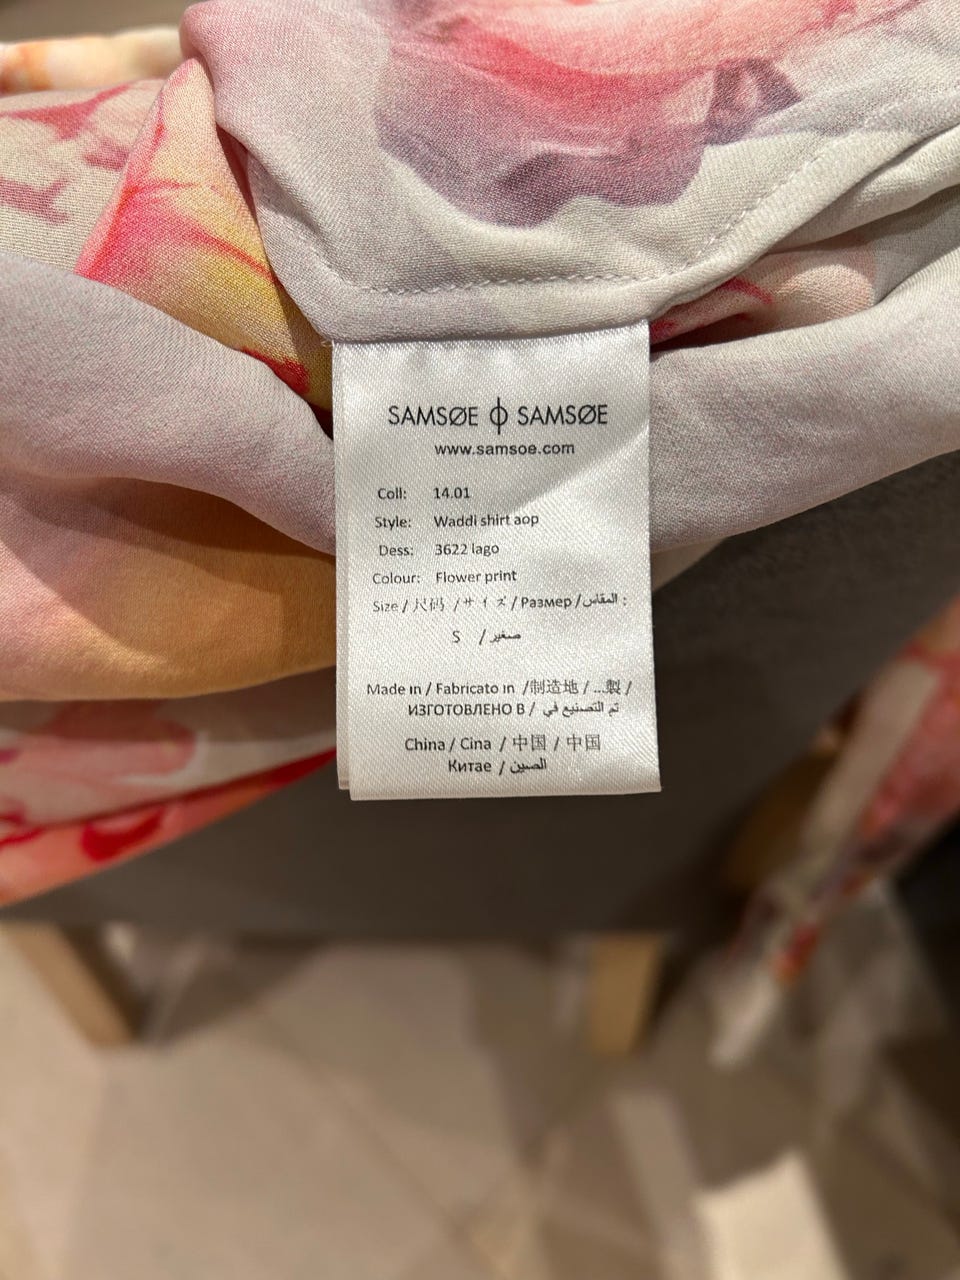 SAMSØE ϕ SAMSØE
www.samsoe.com
Coll: 14.01
Style: Waddi shirt aop
Dess: 3622 lago
Colour: Flower print
Size / 尺码 / サイズ / Размер / المقاس :
S / صغير
Made in / Fabricato in / 制造地 / ...製 /
ИЗГОТОВЛЕНО В / تم التصنيع في
China / Cina / 中国 / 中国
Китае / الصين